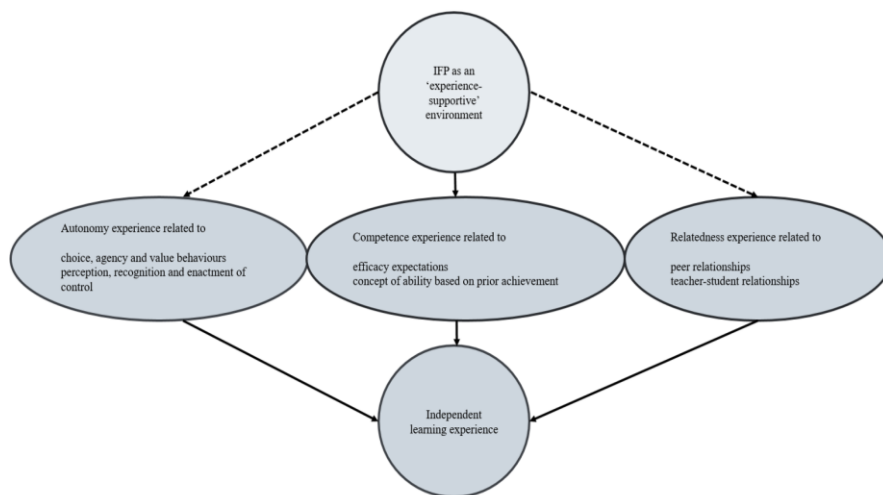 IFP as an
‘experience-
supportive’
environment
Autonomy experience related to
choice, agency and value behaviours
perception, recognition and enactment of
control
Competence experience related to
efficacy expectations
concept of ability based on prior achievement
Relatedness experience related to
peer relationships
teacher-student relationships
Independent
learning experience